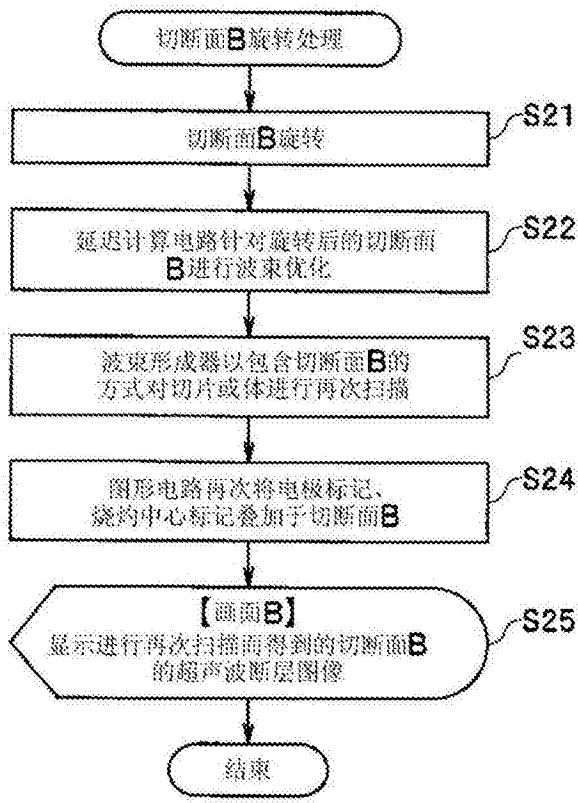 切断面B旋转处理
S21
切断面B旋转
S22
延迟计算电路针对旋转后的切断面
B进行波束优化
S23
波束形成器以包含切断面B的
方式对切片或体进行再次扫描
S24
图形电路再次将电极标记、
烧灼中心标记叠加于切断面B
S25
【画面B】
显示进行再次扫描而得到的切断面B
的超声波断层图像
结束